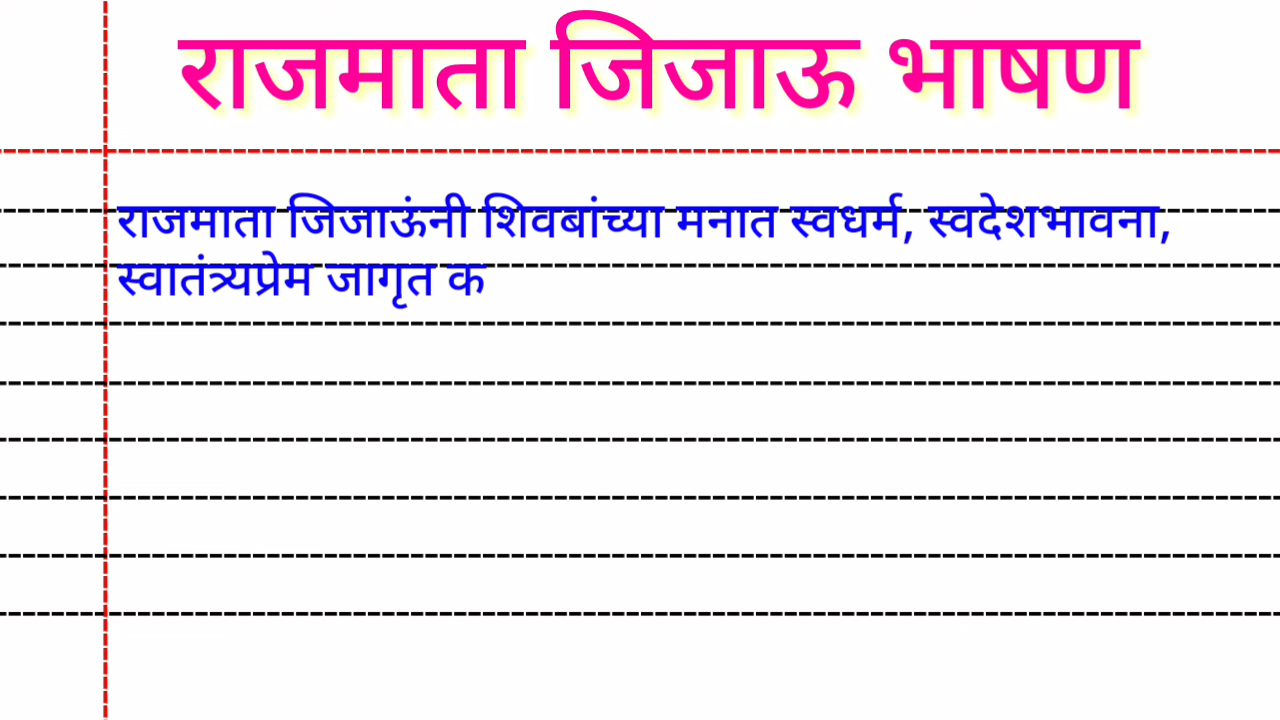 राजमाता जिजाऊ भाषण
राजमाता जिजाऊंनी शिवबांच्या मनात स्वधर्म, स्वदेशभावना,
स्वातंत्र्यप्रेम जागृत क